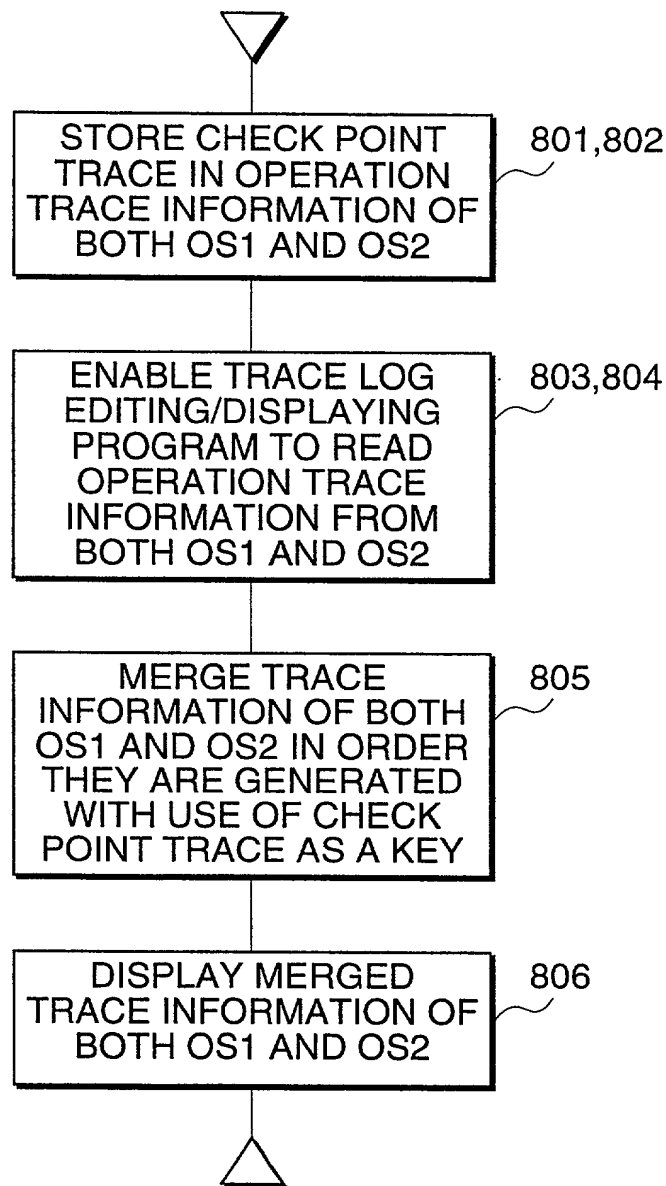 STORE CHECK POINT
TRACE IN OPERATION
TRACE INFORMATION OF
BOTH OS1 AND OS2
801,802
ENABLE TRACE LOG
EDITING/DISPLAYING
PROGRAM TO READ
OPERATION TRACE
INFORMATION FROM
BOTH OS1 AND OS2
803,804
MERGE TRACE
INFORMATION OF BOTH
OS1 AND OS2 IN ORDER
THEY ARE GENERATED
WITH USE OF CHECK
POINT TRACE AS A KEY
805
DISPLAY MERGED
TRACE INFORMATION OF
BOTH OS1 AND OS2
806